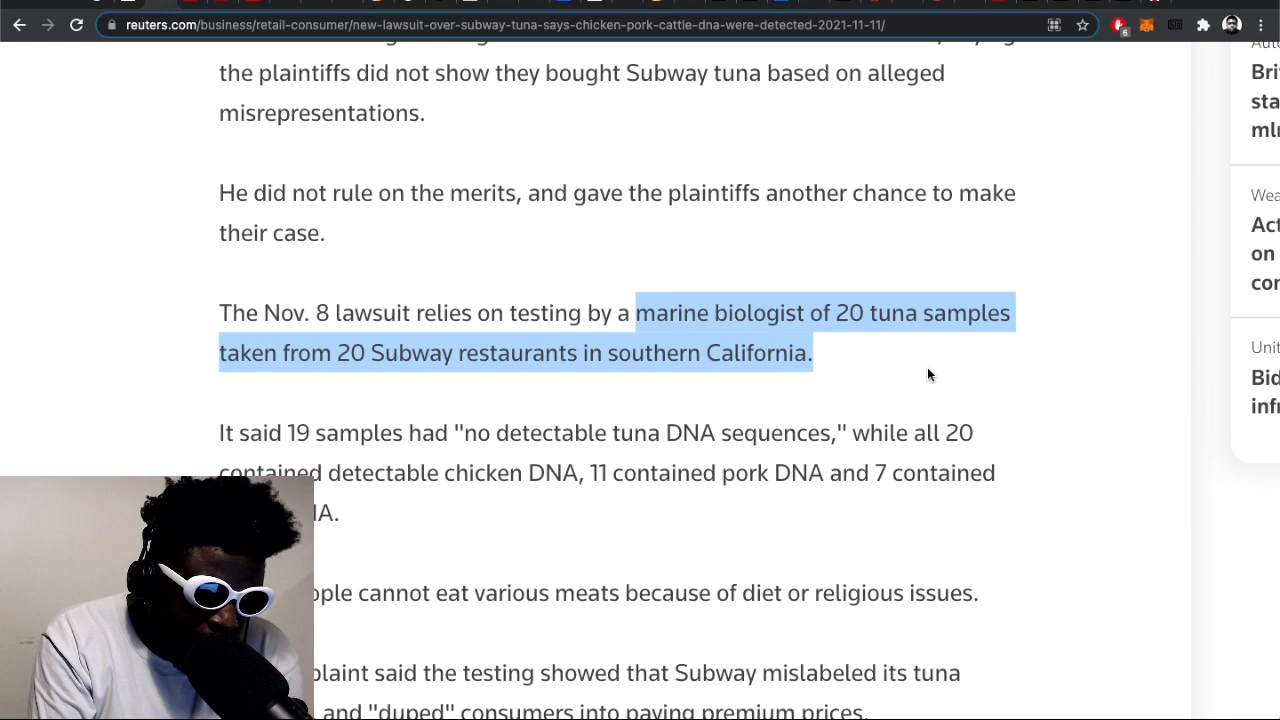 reuters.com/business/retail-consumer/new-lawsuit-over-subway-tuna-says-chicken-pork-cattle-dna-were-detected-2021-11-11/
6
the plaintiffs did not show they bought Subway tuna based on alleged
misrepresentations.
He did not rule on the merits, and gave the plaintiffs another chance to make
their case.
The Nov. 8 lawsuit relies on testing by a marine biologist of 20 tuna samples
taken from 20 Subway restaurants in southern California.
It said 19 samples had "no detectable tuna DNA sequences," while all 20
contained detectable chicken DNA, 11 contained pork DNA and 7 contained
NA.
ople cannot eat various meats because of diet or religious issues.
plaint said the testing showed that Subway mislabeled its tuna
and "duped" consumers into paying premium prices.
Bri
sta
mln
Wea
Act
on
con
Unit
Bid
infr